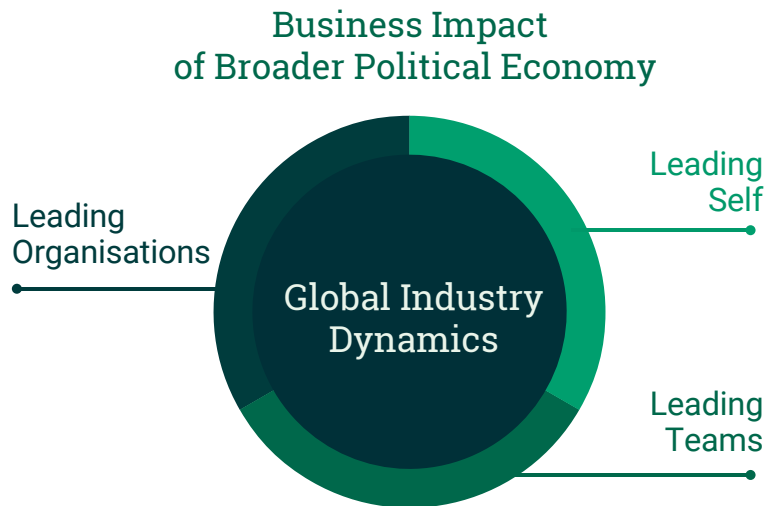 Business Impact
of Broader Political Economy
Leading
Self
Leading
Organisations
Global Industry
Dynamics
Leading
Teams